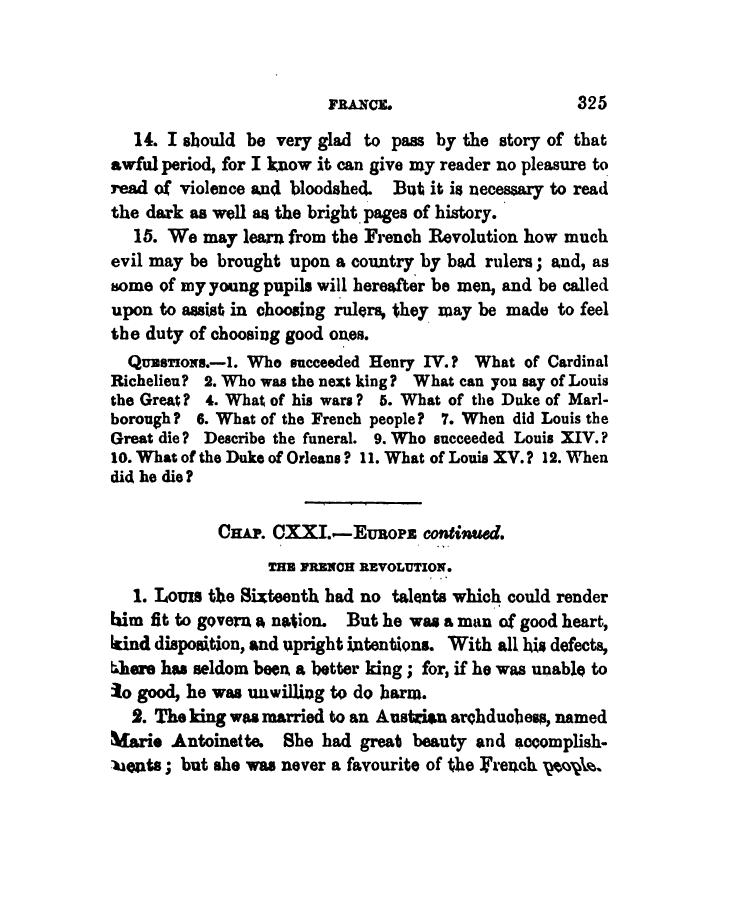 FRANCE. 325
14. I should be very glad to pass by the story of that
awful period, for I know it can give my reader no pleasure to
read of violence and bloodshed. But it is necessary to read
the dark as well as the bright pages of history.
15. We may learn from the French Revolution how much
evil may be brought upon a country by bad rulers; and, as
some of my young pupils will hereafter be men, and be called
upon to assist in choosing rulers, they may be made to feel
the duty of choosing good ones.
QUESTIONS.—1. Who succeeded Henry IV.? What of Cardinal
Richelieu? 2. Who was the next king? What can you say of Louis
the Great? 4. What of his wars? 5. What of the Duke of Marl-
borough? 6. What of the French people? 7. When did Louis the
Great die? Describe the funeral. 9. Who succeeded Louis XIV.?
10. What of the Duke of Orleans? 11. What of Louis XV.? 12. When
did he die?
CHAP. CXXI.—EUROPE continued.
THE FRENCH REVOLUTION.
1. LOUIS the Sixteenth had no talents which could render
him fit to govern a nation. But he was a man of good heart,
kind disposition, and upright intentions. With all his defects,
there has seldom been a better king; for, if he was unable to
do good, he was unwilling to do harm.
2. The king was married to an Austrian archduchess, named
Marie Antoinette. She had great beauty and accomplish-
ments; but she was never a favourite of the French people.